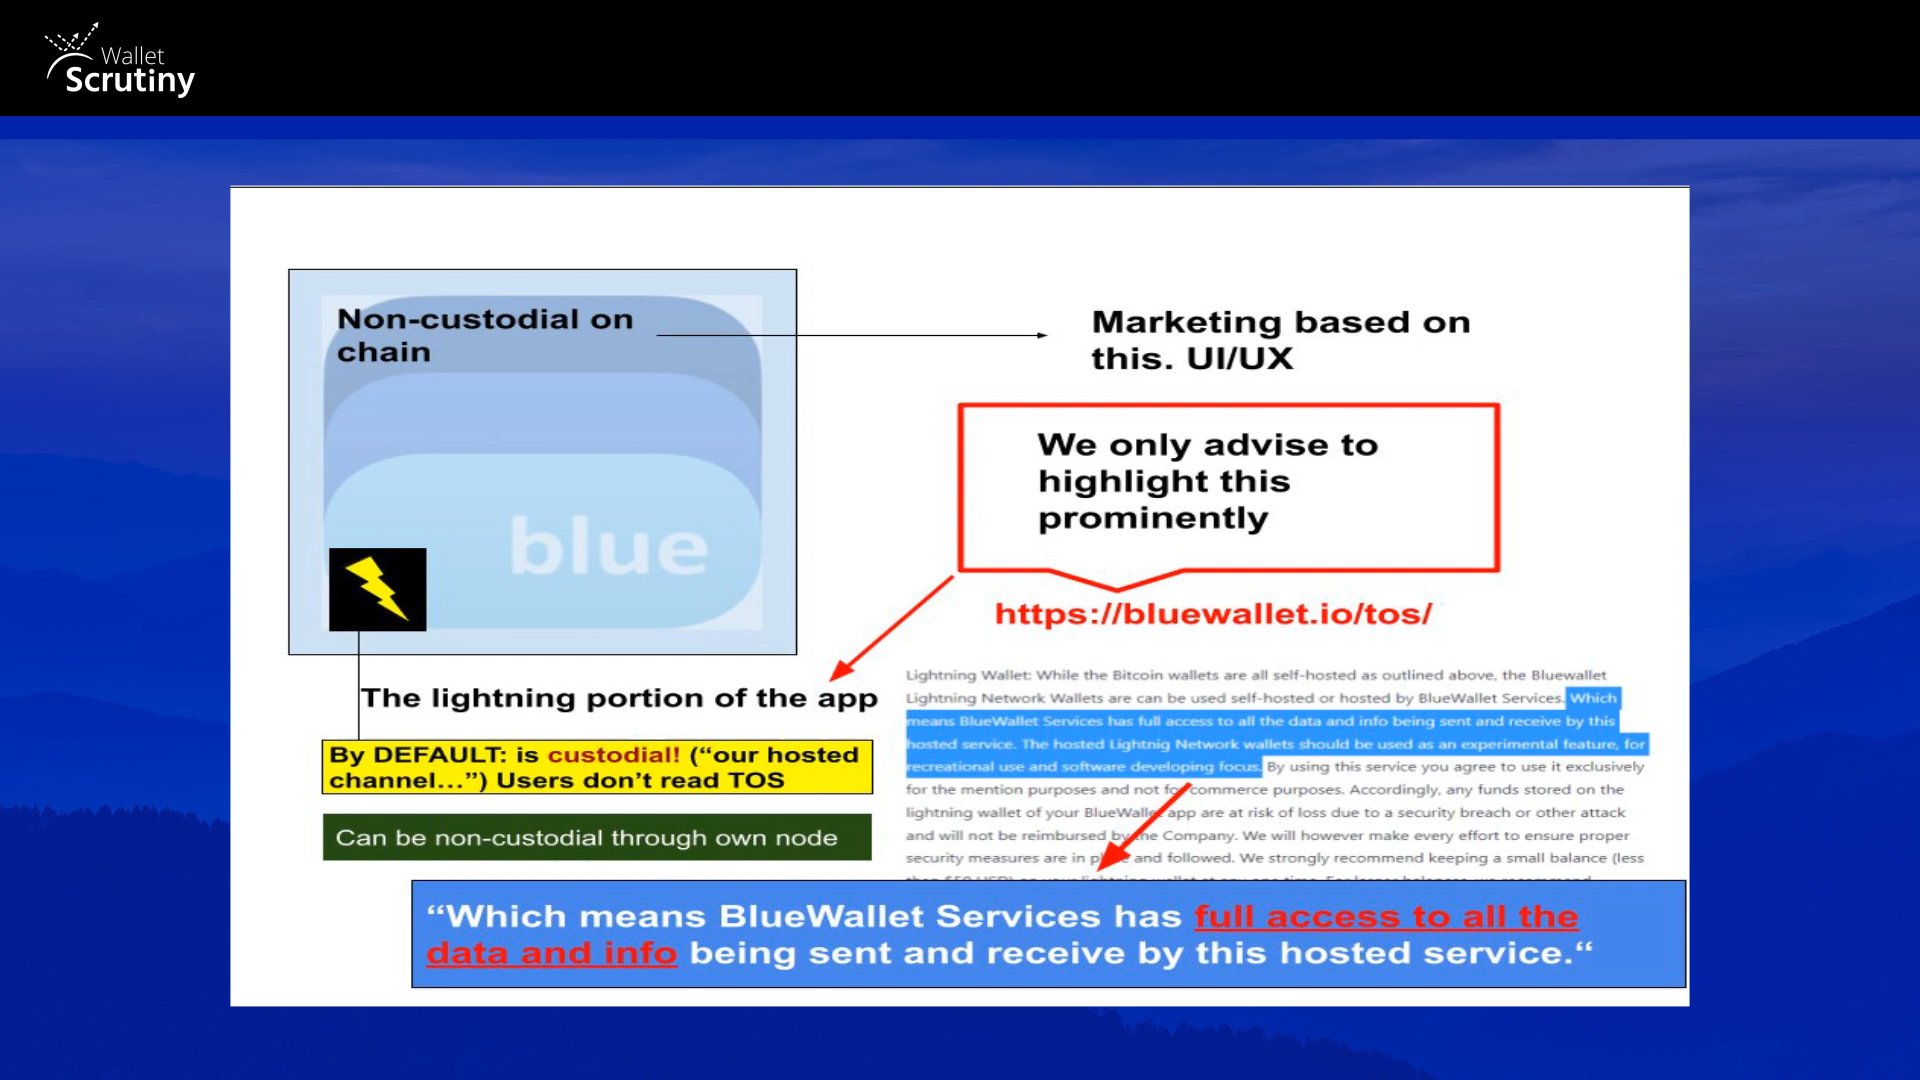 Wallet
Scrutiny
Non-custodial on
chain
Marketing based on
this. UI/UX
We only advise to
highlight this
prominently
blue
https://bluewallet.io/tos/
The lightning portion of the app
By DEFAULT: is custodial! (“our hosted
channel...”) Users don’t read TOS
Can be non-custodial through own node
Lightning Wallet: While the Bitcoin wallets are all self-hosted as outlined above, the Bluewallet
Lightning Network Wallets are can be used self-hosted or hosted by BlueWallet Services. Which
means BlueWallet Services has full access to all the data and info being sent and receive by this
hosted service. The hosted Lightnig Network wallets should be used as an experimental feature, for
recreational use and software developing focus. By using this service you agree to use it exclusively
for the mention purposes and not for commerce purposes. Accordingly, any funds stored on the
lightning wallet of your BlueWallet app are at risk of loss due to a security breach or other attack
and will not be reimbursed by the Company. We will however make every effort to ensure proper
security measures are in place and followed. We strongly recommend keeping a small balance (less
“Which means BlueWallet Services has full access to all the
data and info being sent and receive by this hosted service.“